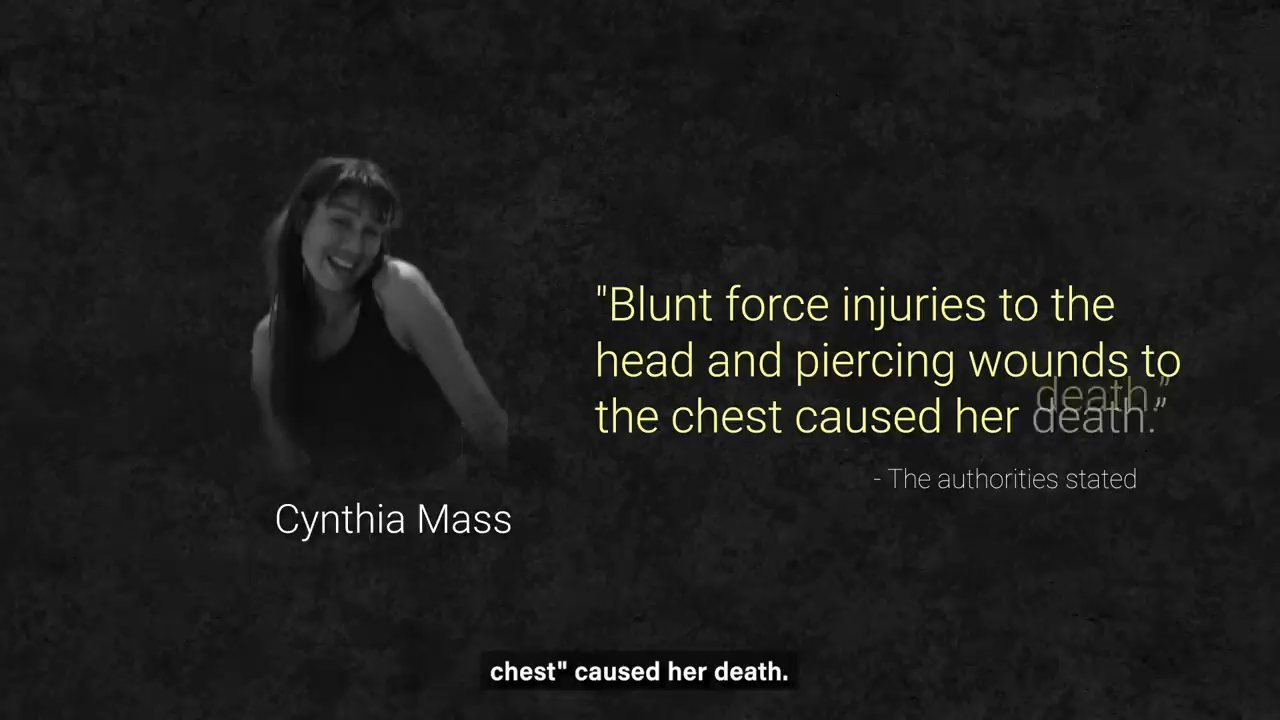 "Blunt force injuries to the
head and piercing wounds to
the chest caused her death."
- The authorities stated
Cynthia Mass
chest" caused her death.